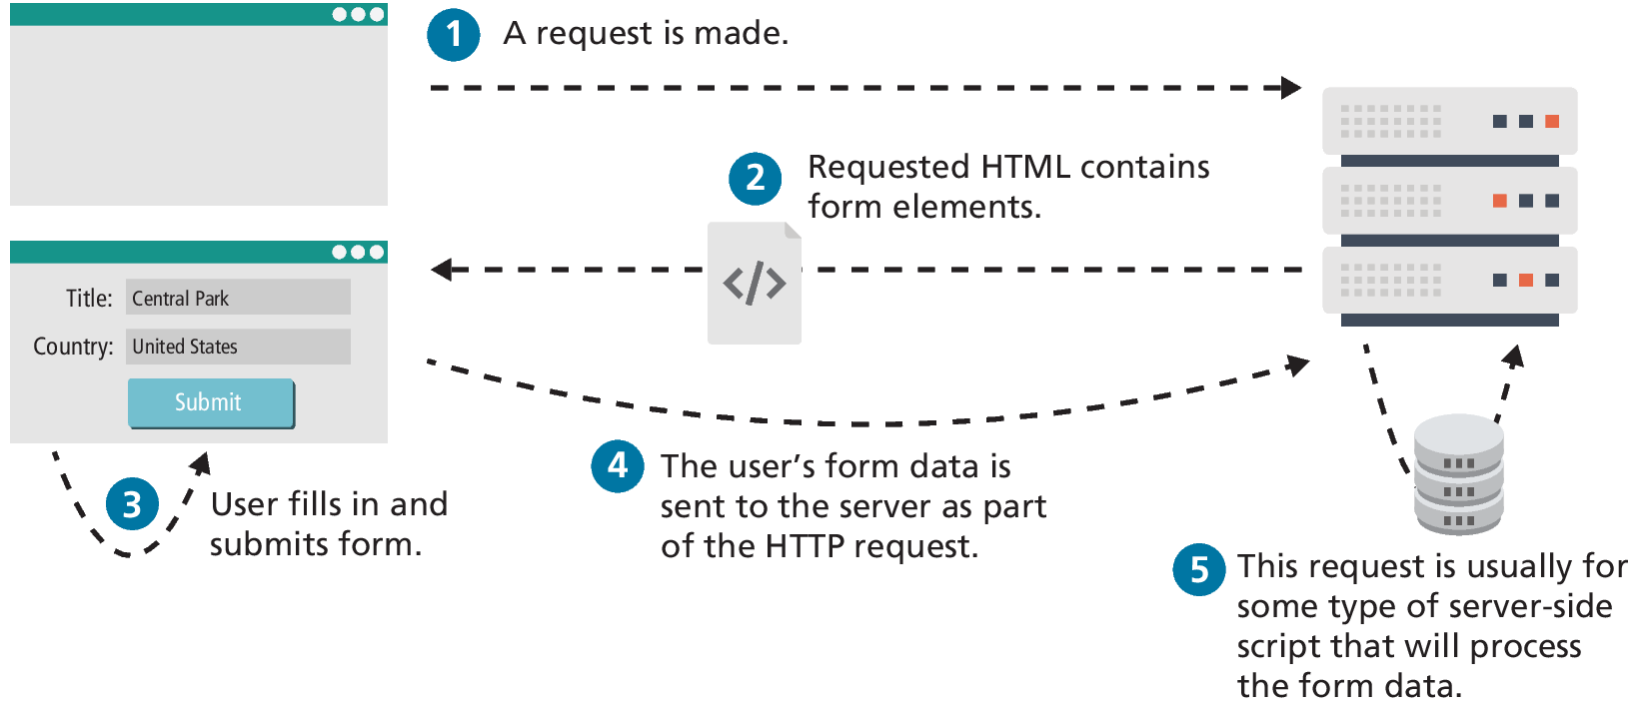 1 A request is made.
2 Requested HTML contains
form elements.
</>
Title: Central Park
Country: United States
Submit
3 User fills in and
submits form.
4 The user’s form data is
sent to the server as part
of the HTTP request.
5 This request is usually for
some type of server-side
script that will process
the form data.